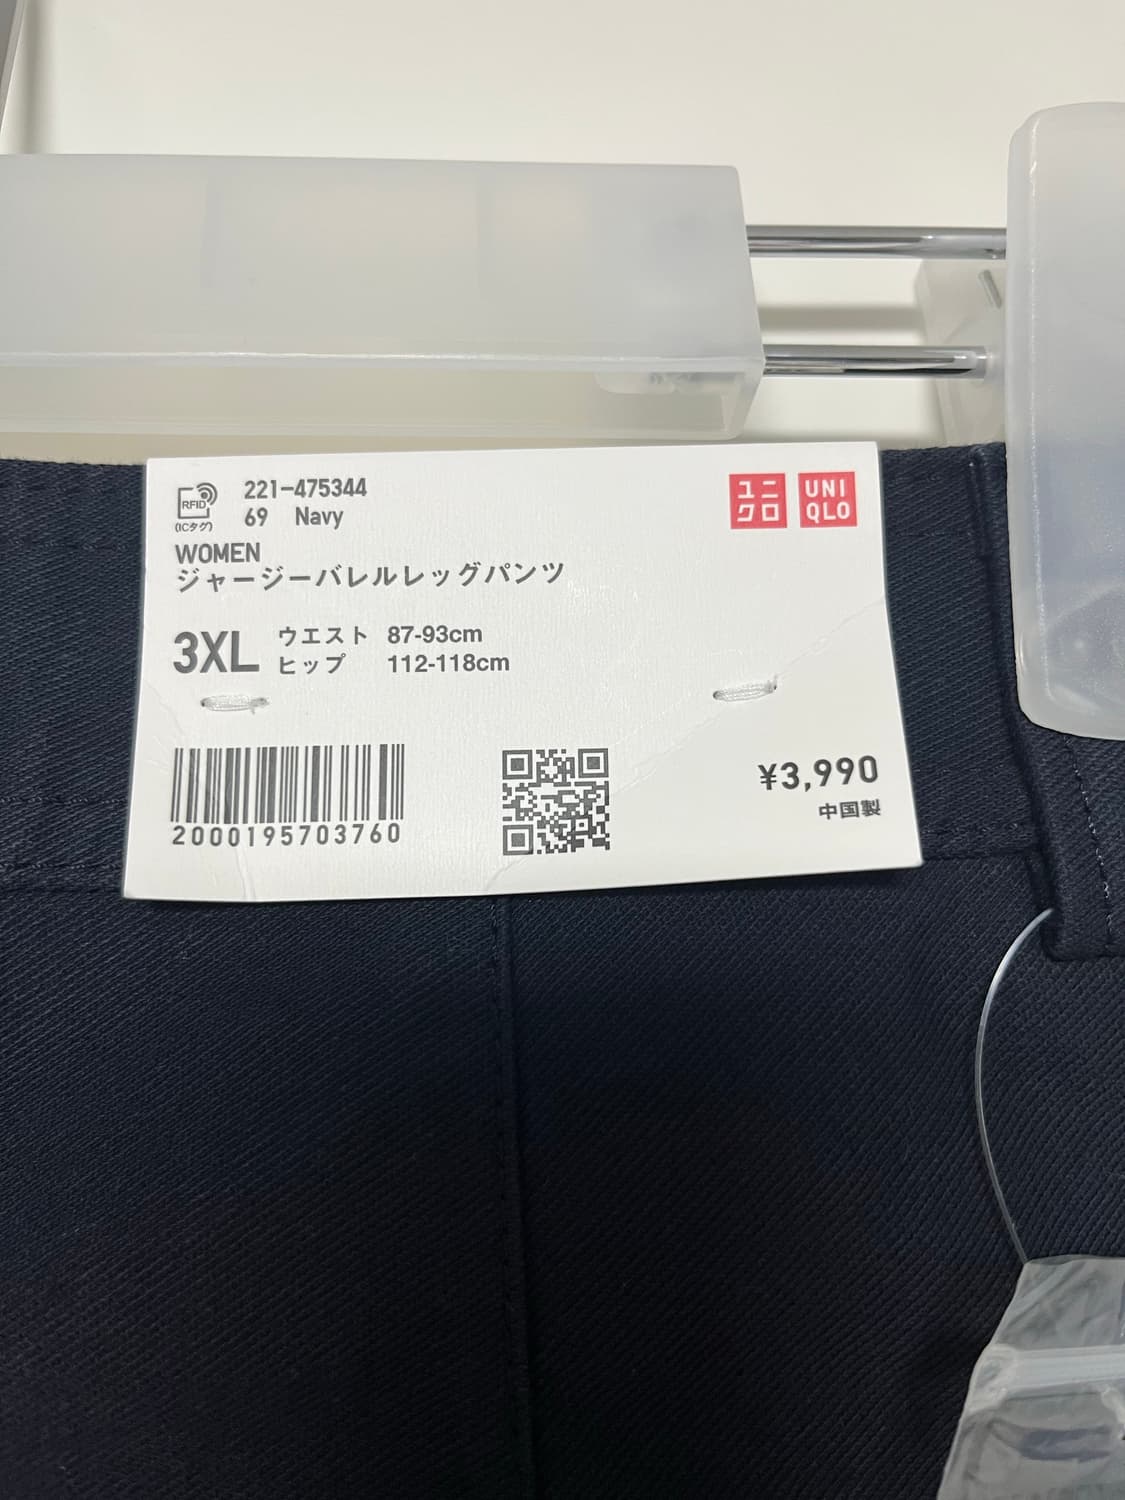 RFID
(ICタグ)
221-475344
69 Navy
ユニクロ
UNIQLO
WOMEN
ジャージーバレルレッグパンツ
3XL
ウエスト 87-93cm
ヒップ 112-118cm
2000195703760
¥3,990
中国製